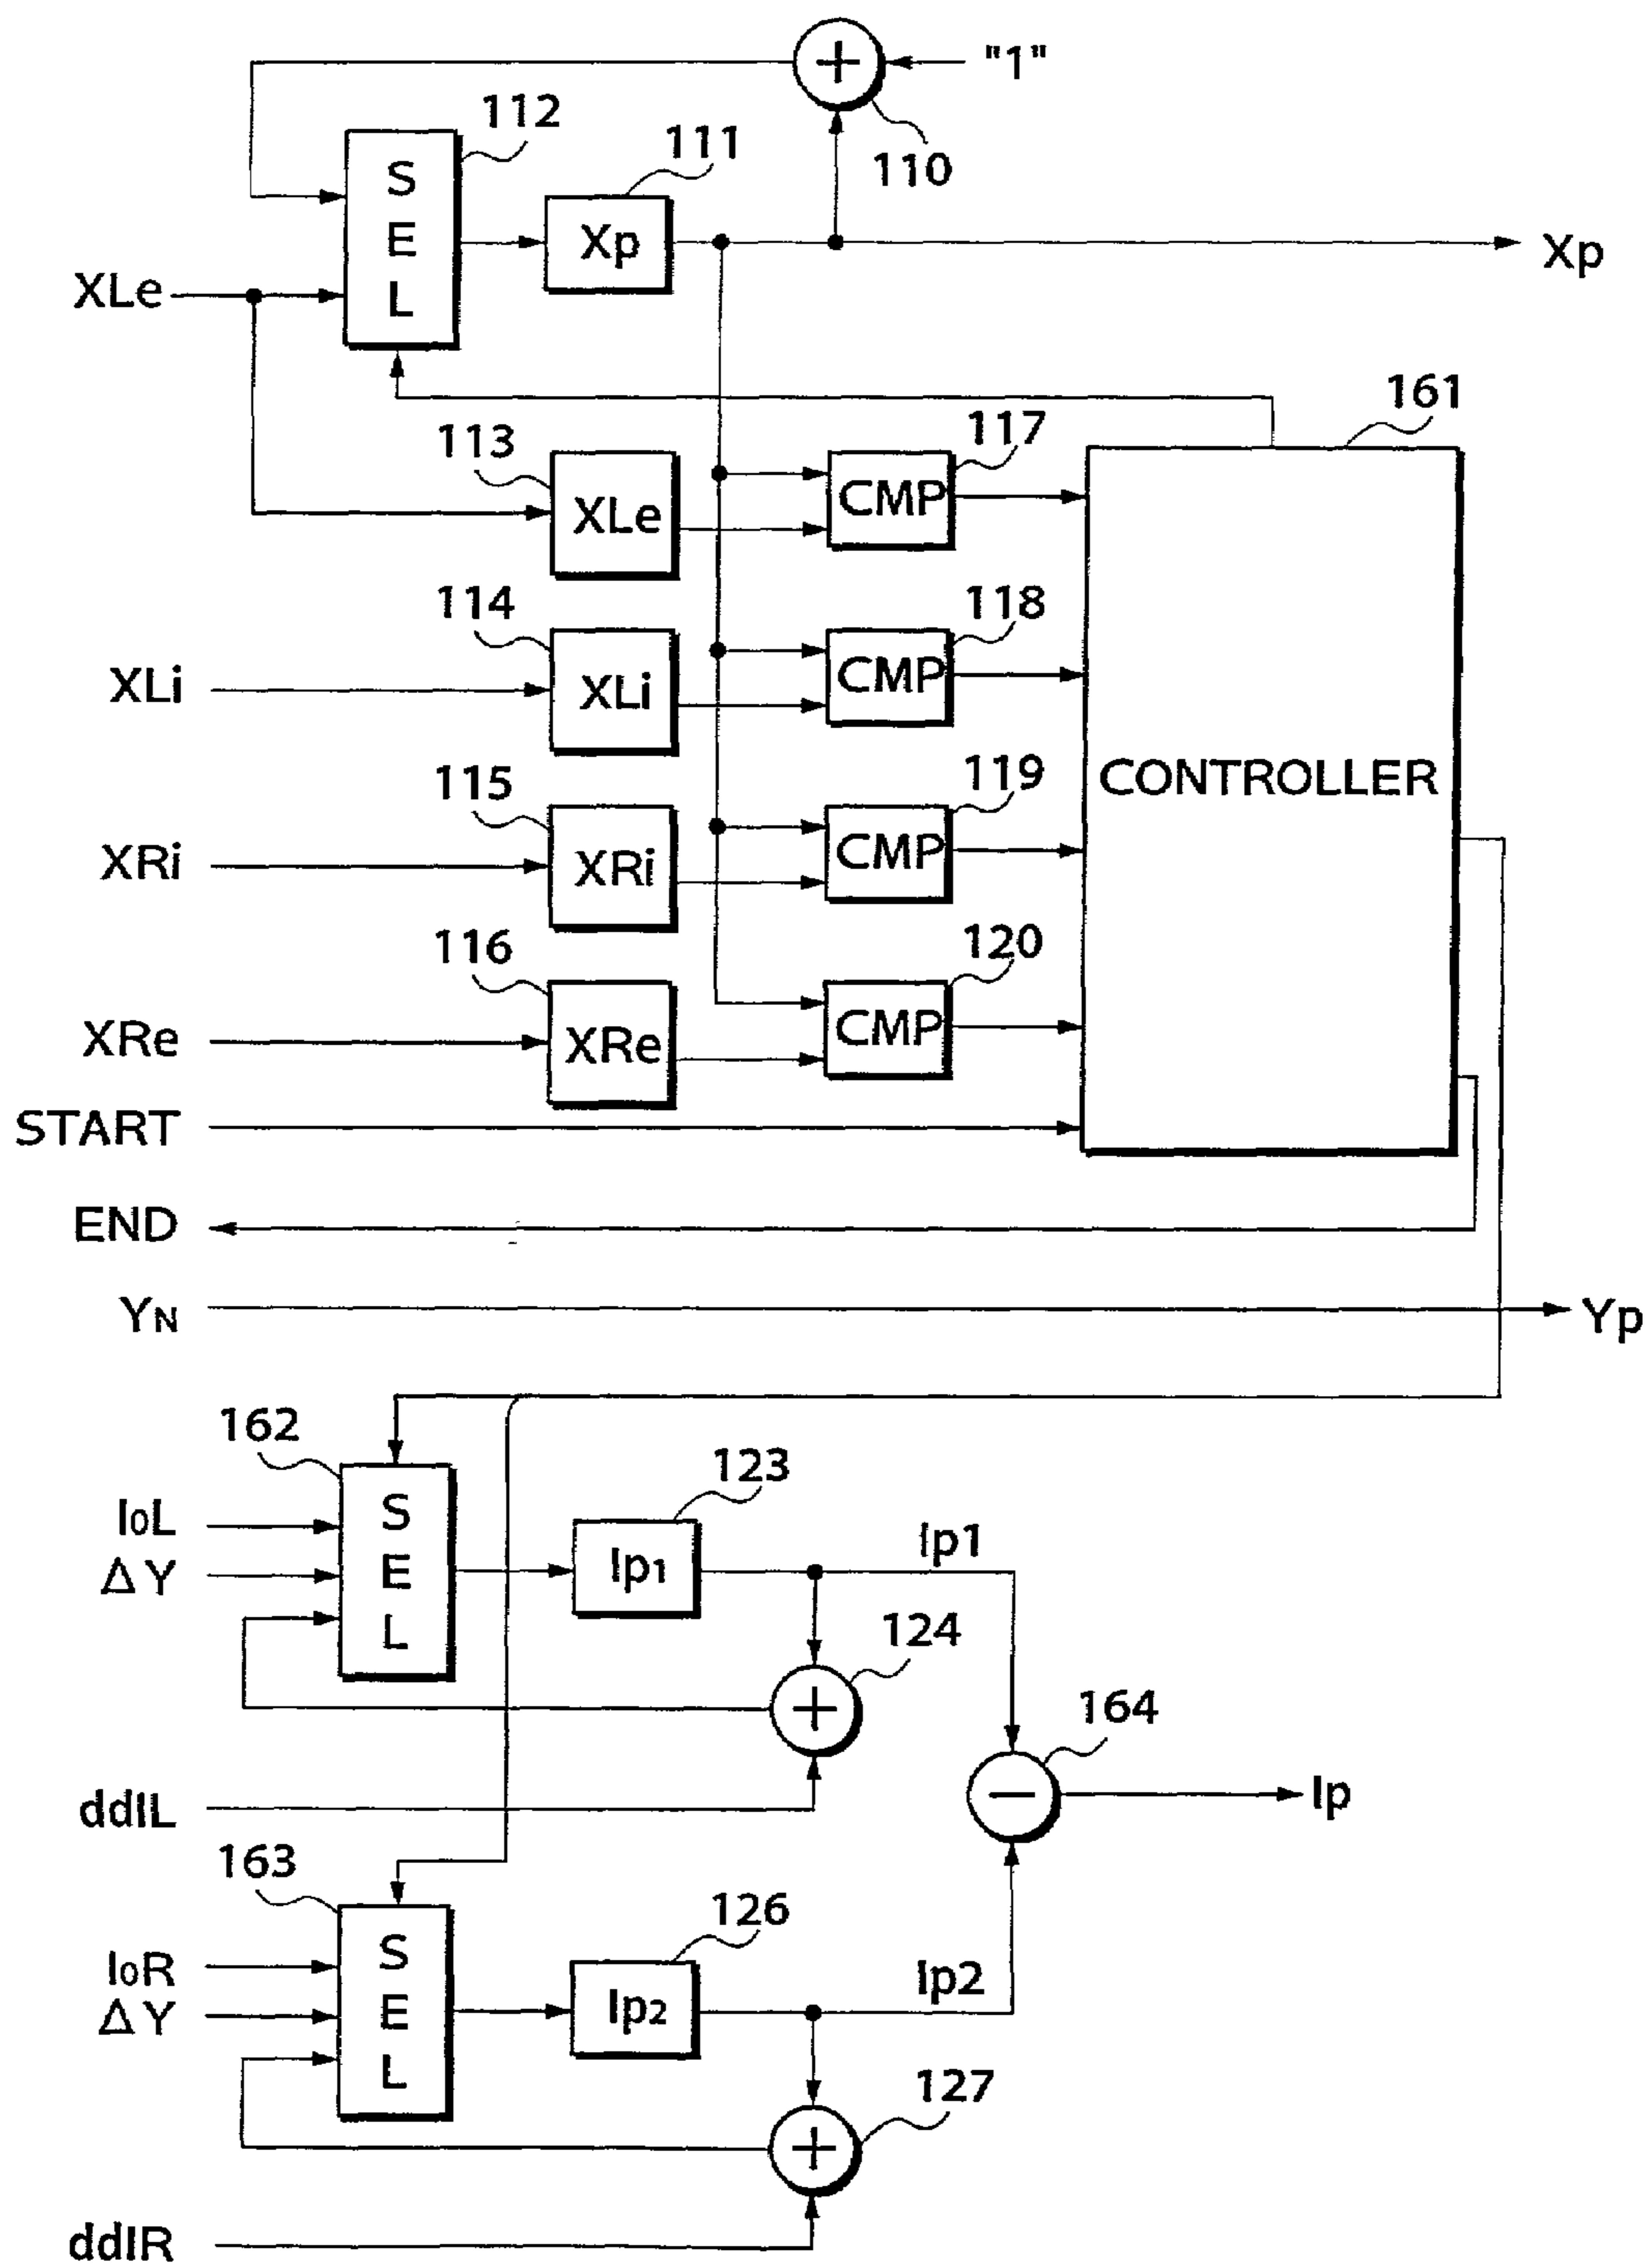 "1"
112
111
110
S
E
L
Xp
Xp
XLe
161
113
117
XLe
CMP
114
118
XLi
XLi
CMP
CONTROLLER
115
119
XRi
XRi
CMP
116
120
XRe
XRe
CMP
START
END
YN
Yp
162
123
I0L
ΔY
S
E
L
Ip1
Ip1
124
164
ddIL
Ip
163
126
I0R
ΔY
S
E
L
Ip2
Ip2
127
ddIR